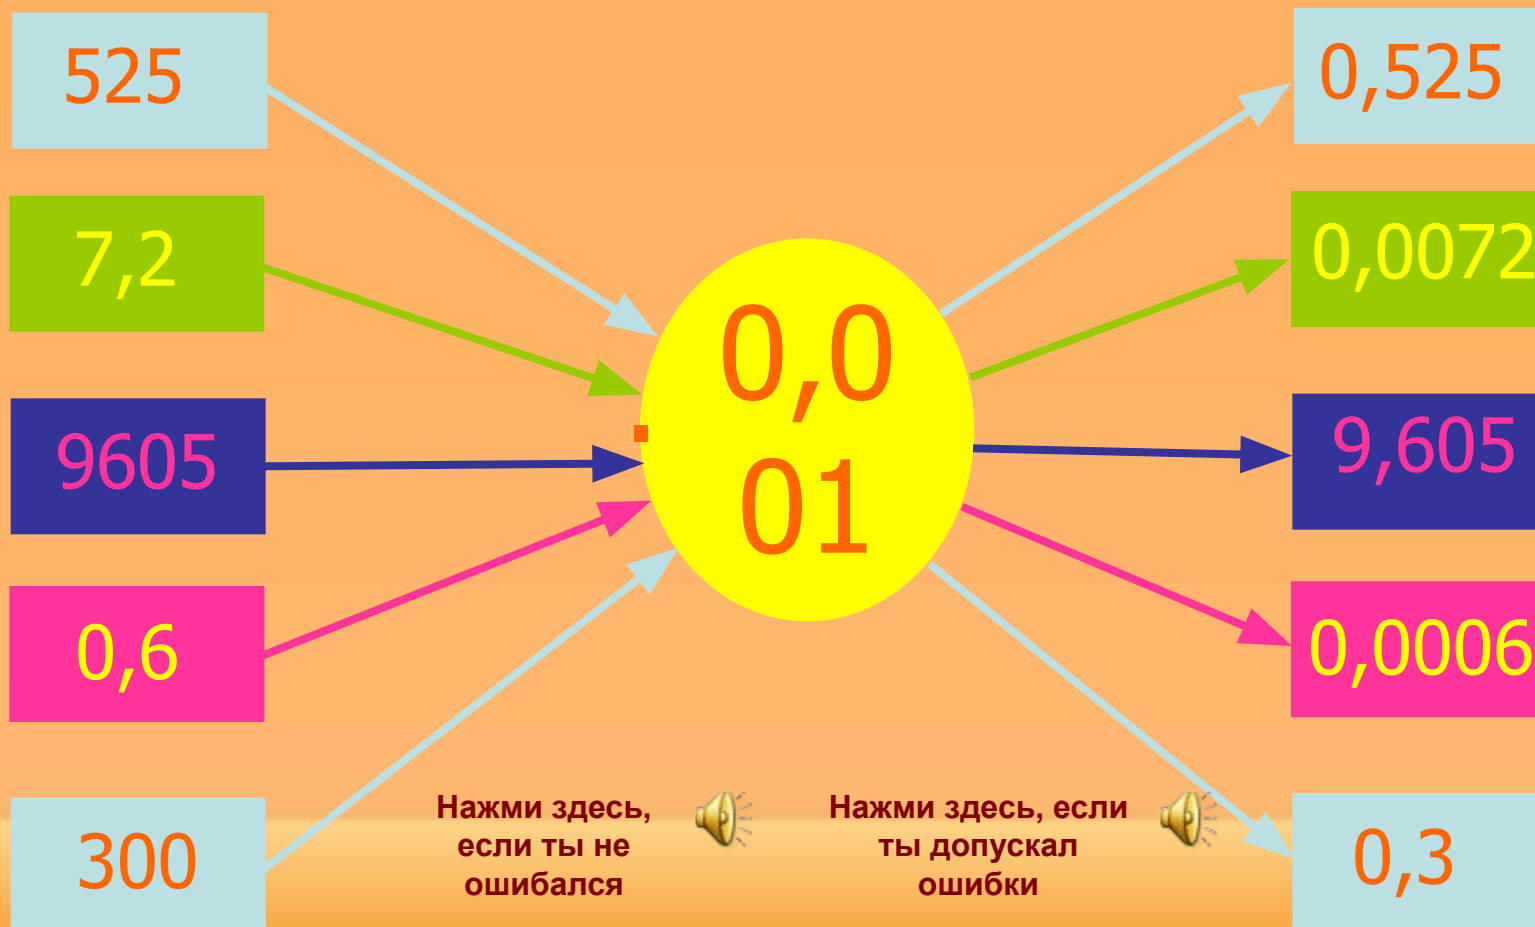 525
7,2
9605
0,6
300
0,0
01
0,525
0,0072
9,605
0,0006
0,3
Нажми здесь,
если ты не
ошибался
Нажми здесь, если
ты допускал
ошибки